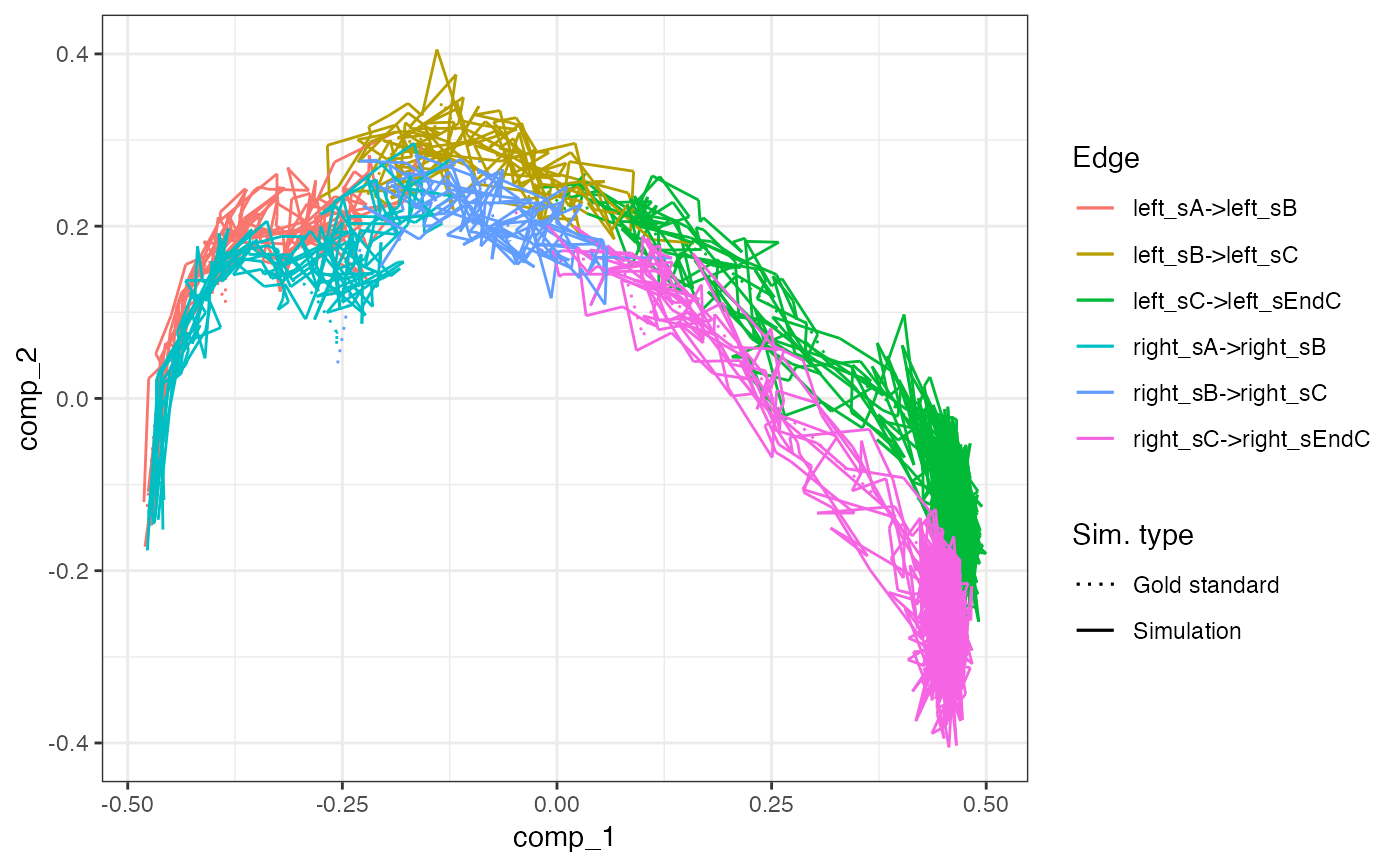 0.4
0.2
0.0
-0.2
-0.4
comp_2
-0.50
-0.25
0.00
0.25
0.50
comp_1
Edge
left_sA->left_sB
left_sB->left_sC
left_sC->left_sEndC
right_sA->right_sB
right_sB->right_sC
right_sC->right_sEndC
Sim. type
Gold standard
Simulation